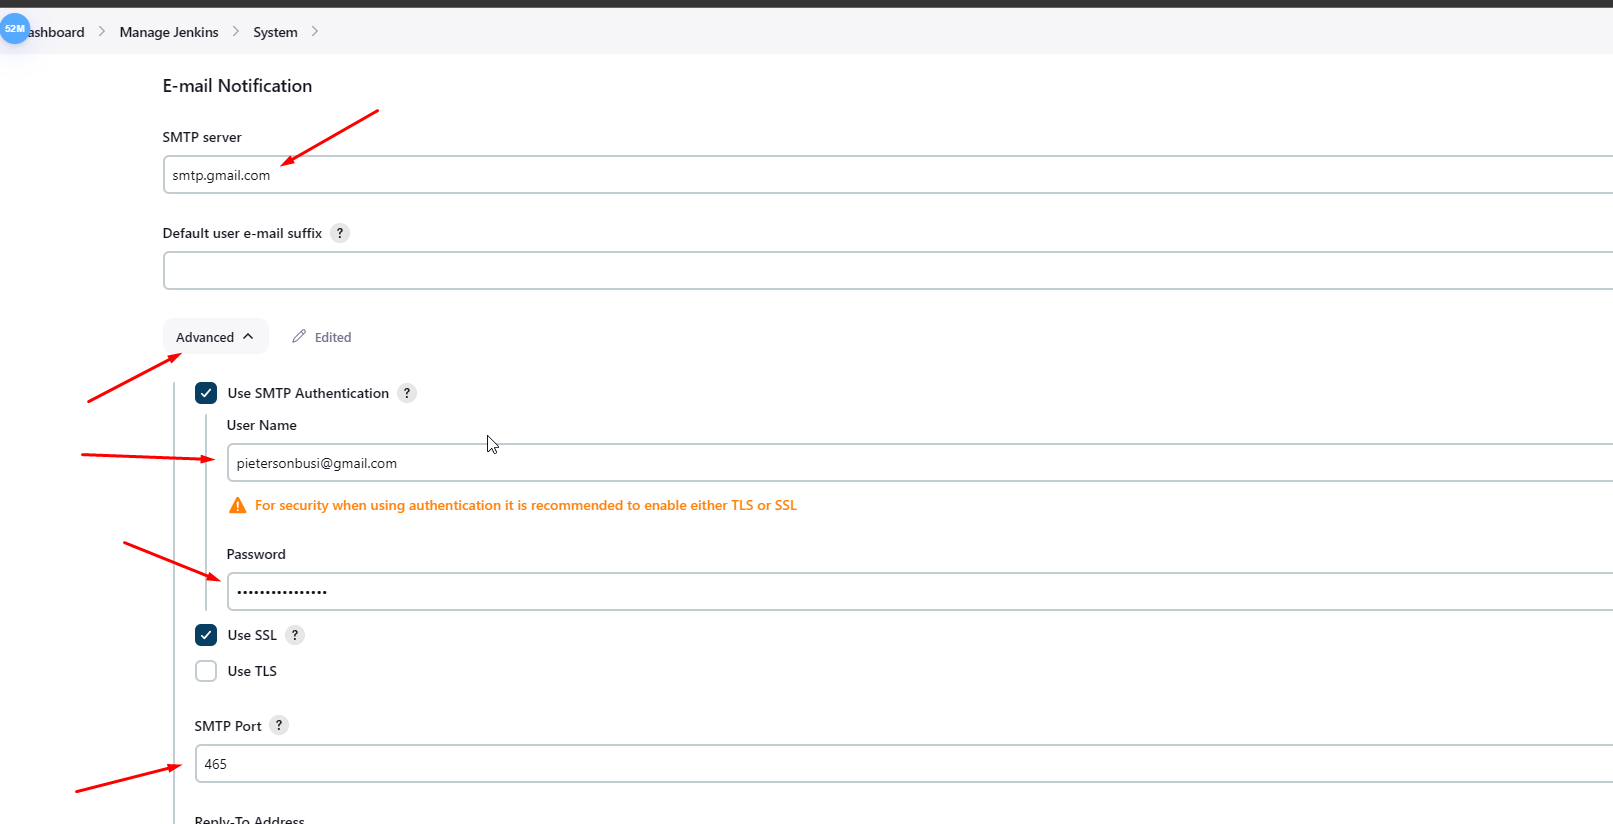 52M
ashboard > Manage Jenkins > System >
E-mail Notification
SMTP server
smtp.gmail.com
Default user e-mail suffix ?
Advanced Edited
Use SMTP Authentication ?
User Name
pietersonbusi@gmail.com
For security when using authentication it is recommended to enable either TLS or SSL
Password
••••••••••••••••
Use SSL ?
Use TLS
SMTP Port ?
465
Reply-To Address